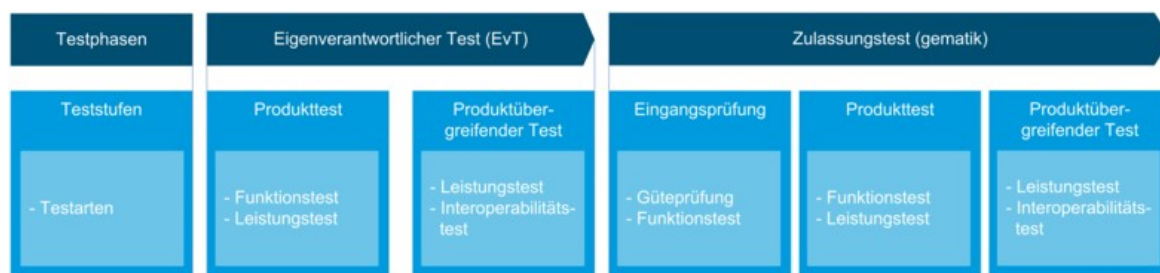 Testphasen
Eigenverantwortlicher Test (EvT)
Zulassungstest (gematik)
Teststufen
- Testarten
Produkttest
- Funktionstest
- Leistungstest
Produktüber-
greifender Test
- Leistungstest
- Interoperabilitäts-
test
Eingangsprüfung
- Güteprüfung
- Funktionstest
Produkttest
- Funktionstest
- Leistungstest
Produktüber-
greifender Test
- Leistungstest
- Interoperabilitäts-
test